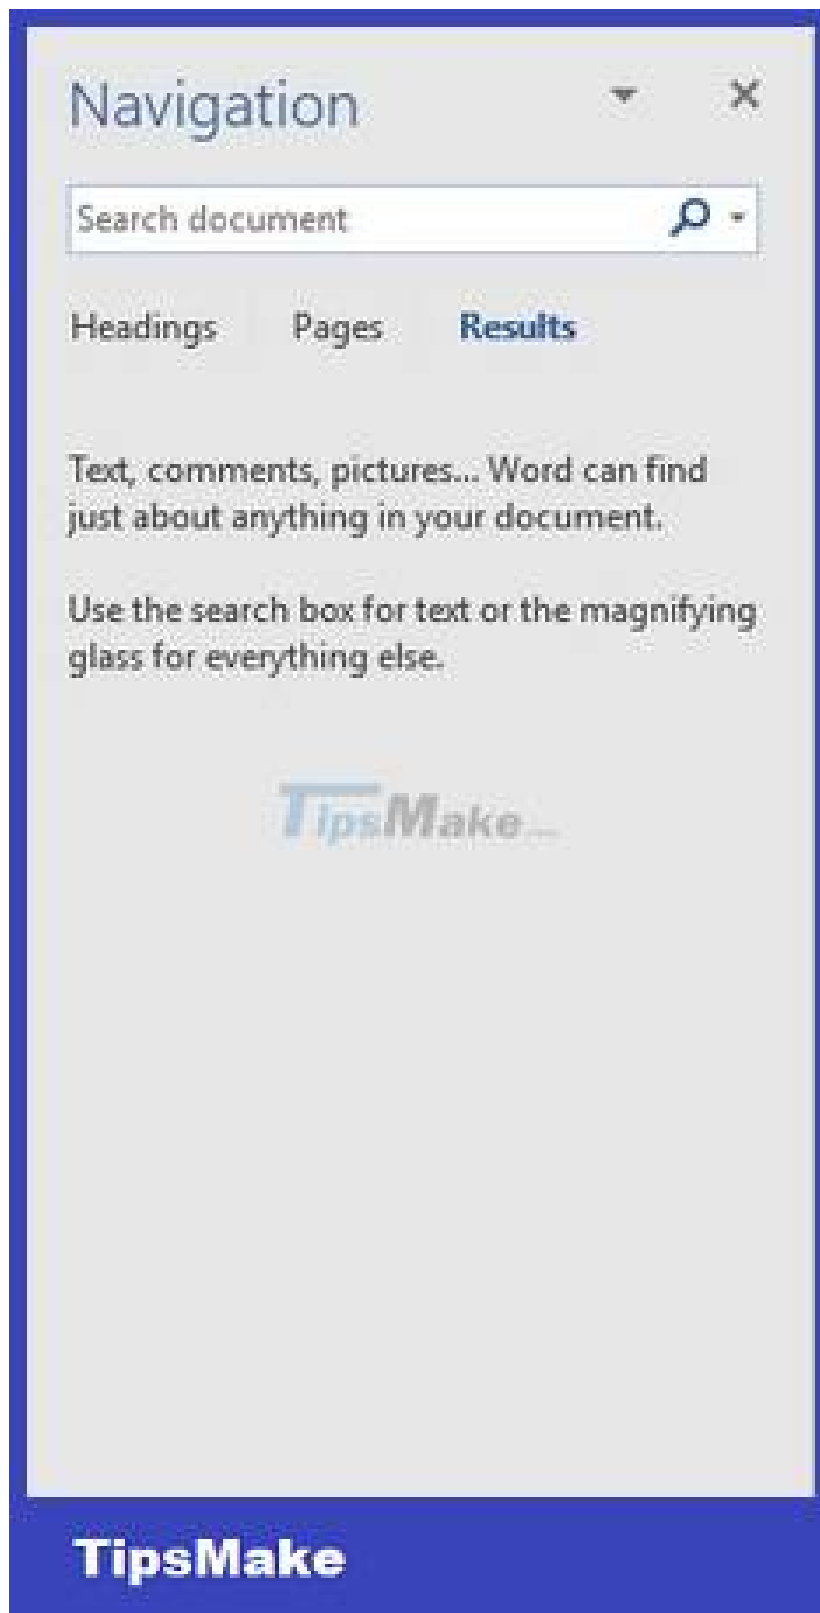 Navigation
Search document
Headings Pages Results
Text, comments, pictures... Word can find
just about anything in your document.
Use the search box for text or the magnifying
glass for everything else.
TipsMake
TipsMake